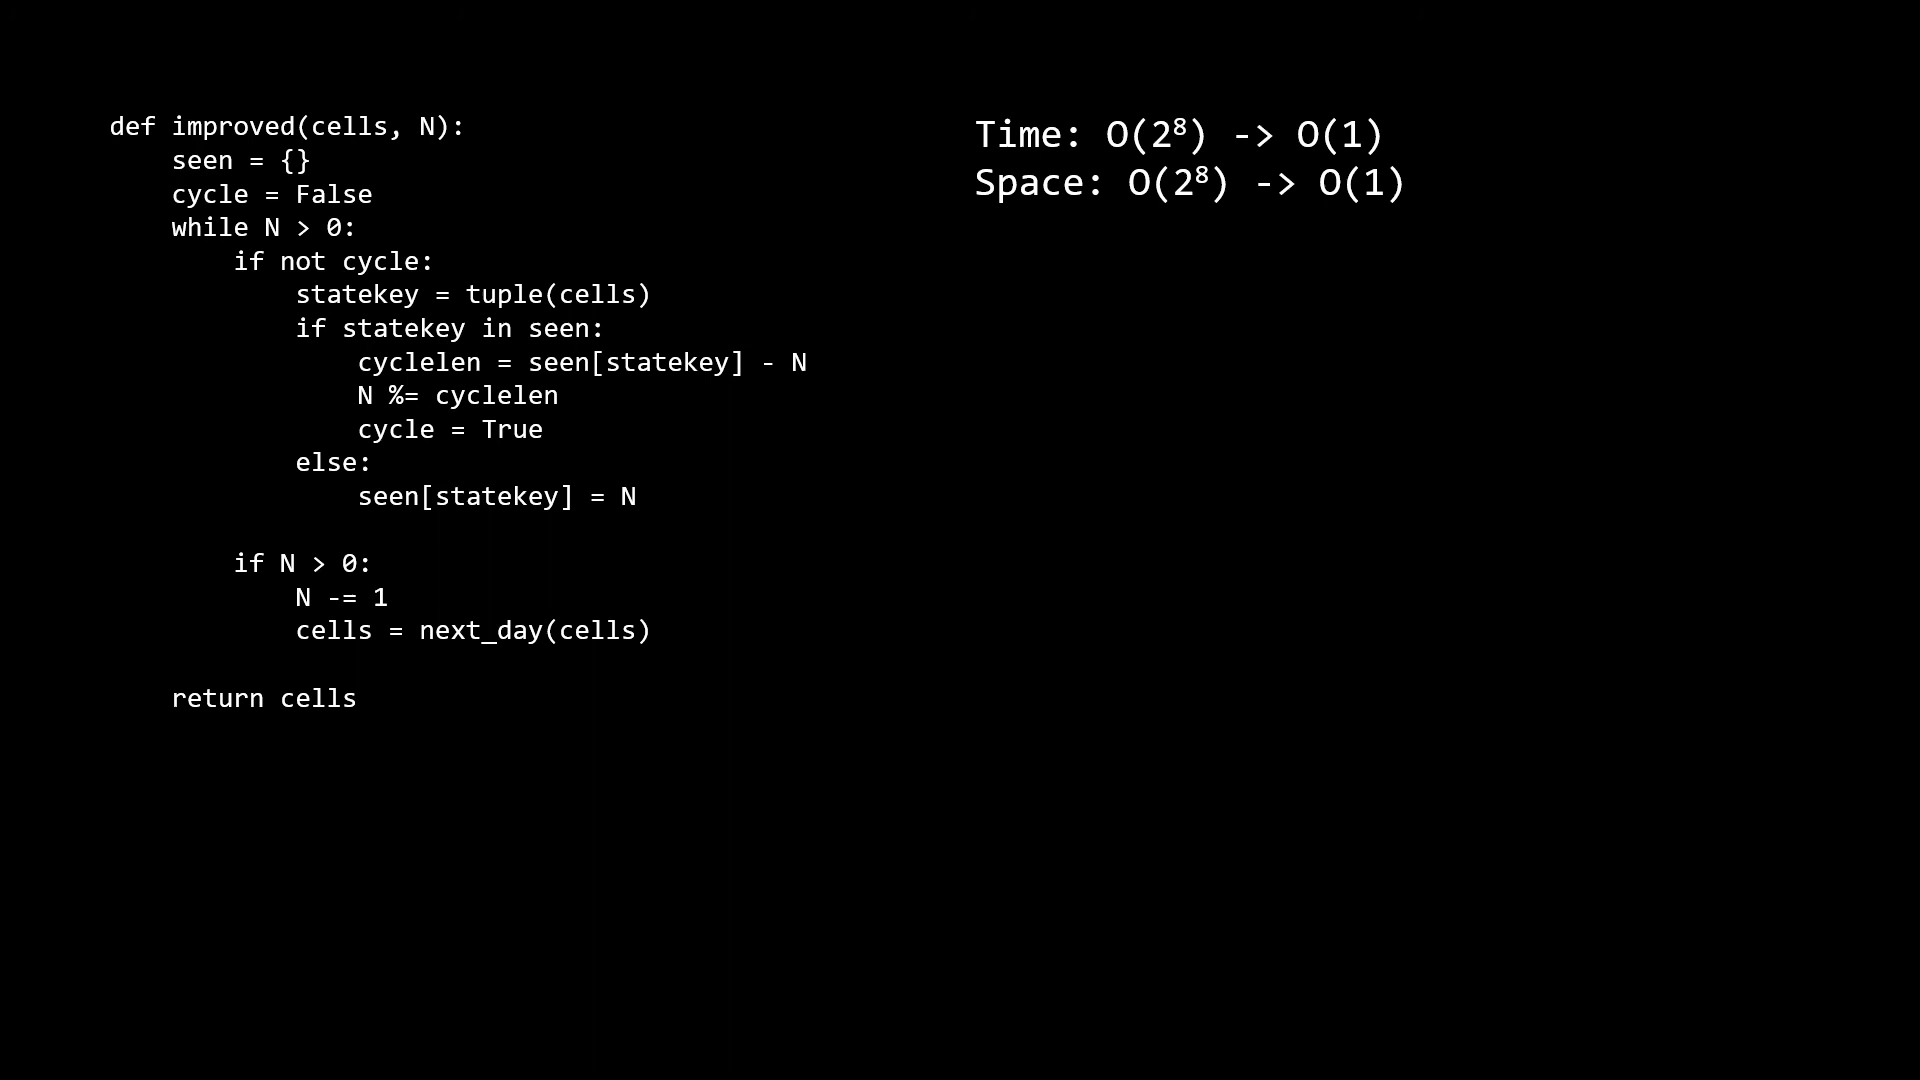 def improved(cells, N):
    seen = {}
    cycle = False
    while N > 0:
        if not cycle:
            statekey = tuple(cells)
            if statekey in seen:
                cyclelen = seen[statekey] - N
                N %= cyclelen
                cycle = True
            else:
                seen[statekey] = N
        if N > 0:
            N -= 1
            cells = next_day(cells)
    return cells
Time: O(2⁸) -> O(1)
Space: O(2⁸) -> O(1)